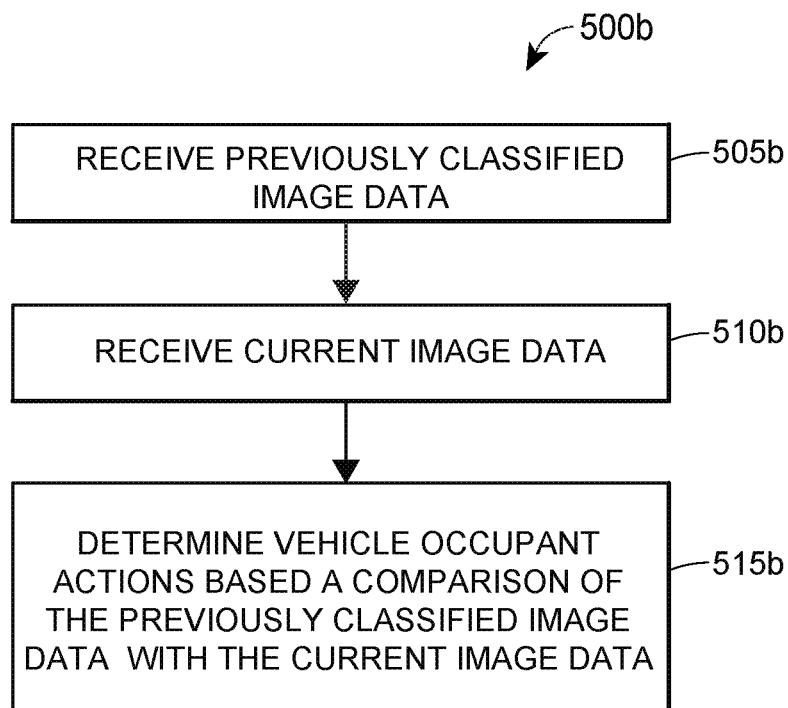 500b
RECEIVE PREVIOUSLY CLASSIFIED
IMAGE DATA
505b
RECEIVE CURRENT IMAGE DATA
510b
DETERMINE VEHICLE OCCUPANT
ACTIONS BASED A COMPARISON OF
THE PREVIOUSLY CLASSIFIED IMAGE
DATA WITH THE CURRENT IMAGE DATA
515b